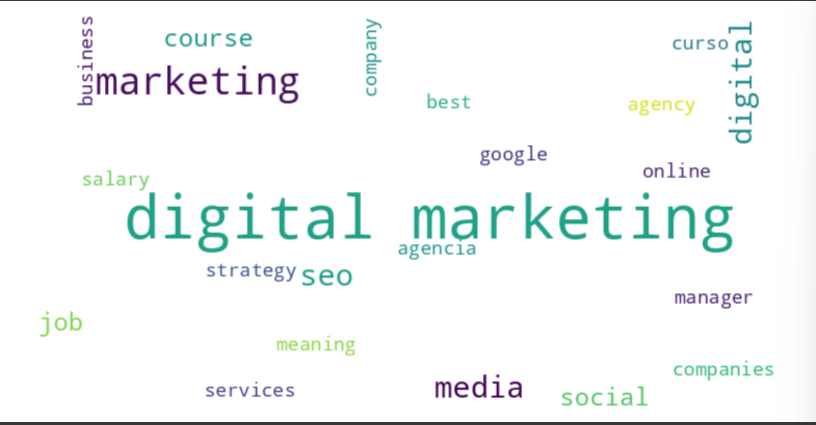 business
course
company
curso
digital
marketing
best
agency
google
online
salary
digital marketing
agencia
strategy
seo
manager
job
meaning
companies
services
media
social